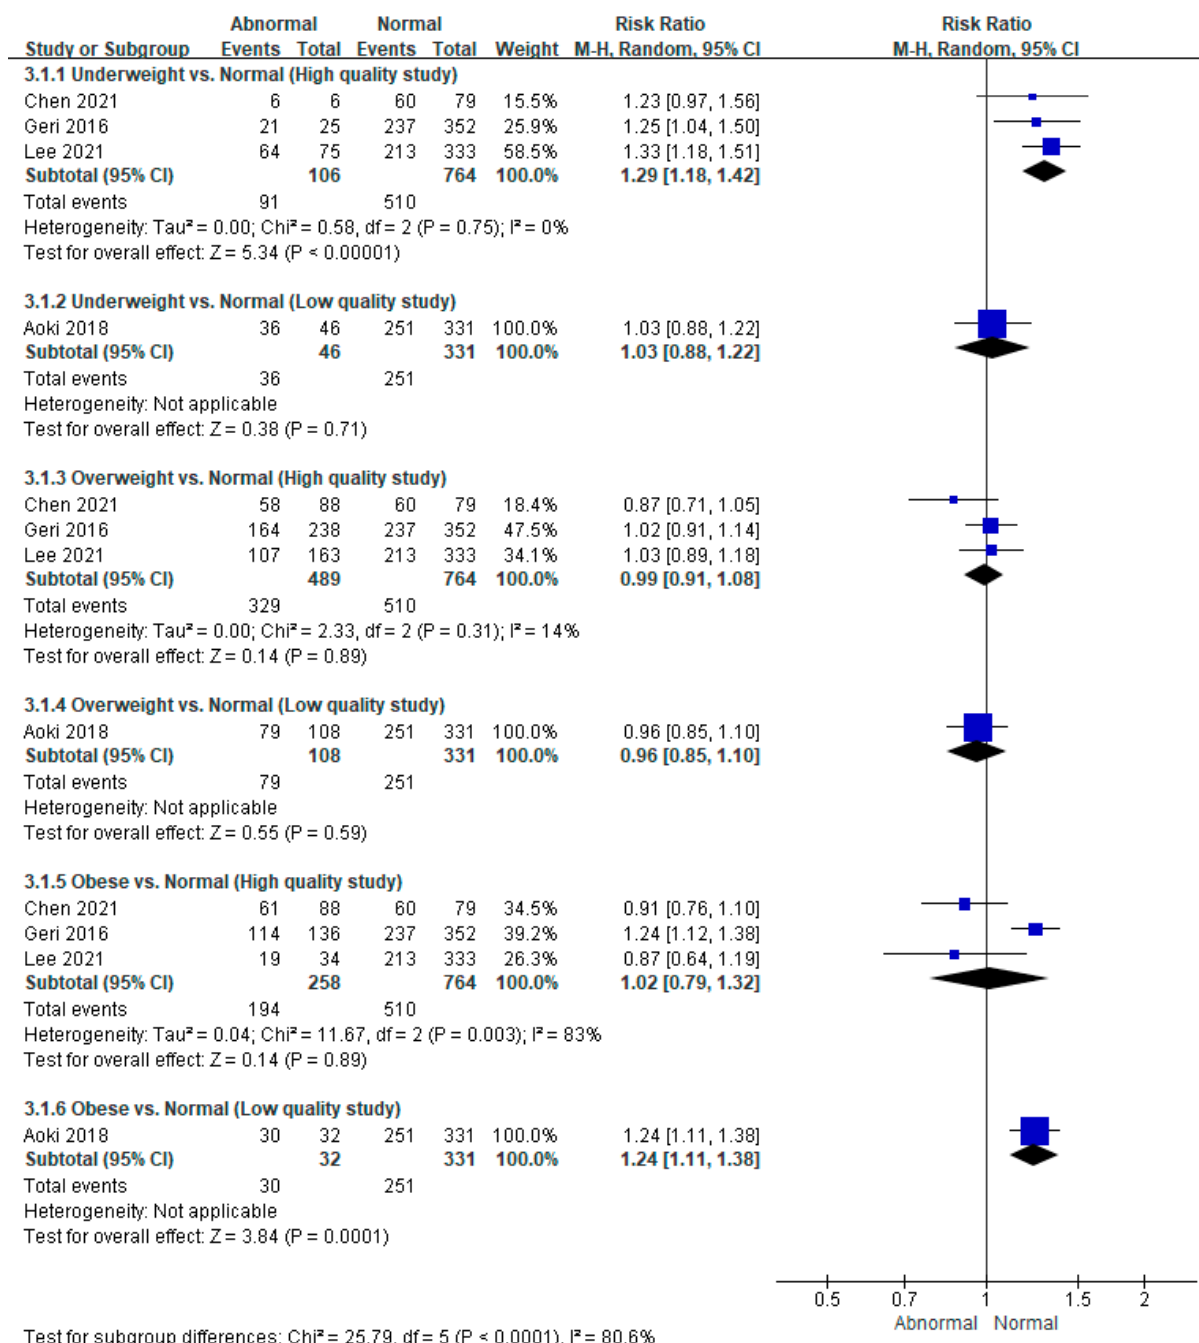 Abnormal Normal Risk Ratio Risk Ratio
Study or Subgroup Events Total Events Total Weight M-H, Random, 95% CI M-H, Random, 95% CI
3.1.1 Underweight vs. Normal (High quality study)
Chen 2021 6 6 60 79 15.5% 1.23 [0.97, 1.56]
Geri 2016 21 25 237 352 25.9% 1.25 [1.04, 1.50]
Lee 2021 64 75 213 333 58.5% 1.33 [1.18, 1.51]
Subtotal (95% CI) 106 764 100.0% 1.29 [1.18, 1.42]
Total events 91 510
Heterogeneity: Tau² = 0.00; Chi² = 0.58, df = 2 (P = 0.75); I² = 0%
Test for overall effect: Z = 5.34 (P < 0.00001)
3.1.2 Underweight vs. Normal (Low quality study)
Aoki 2018 36 46 251 331 100.0% 1.03 [0.88, 1.22]
Subtotal (95% CI) 46 331 100.0% 1.03 [0.88, 1.22]
Total events 36 251
Heterogeneity: Not applicable
Test for overall effect: Z = 0.38 (P = 0.71)
3.1.3 Overweight vs. Normal (High quality study)
Chen 2021 58 88 60 79 18.4% 0.87 [0.71, 1.05]
Geri 2016 164 238 237 352 47.5% 1.02 [0.91, 1.14]
Lee 2021 107 163 213 333 34.1% 1.03 [0.89, 1.18]
Subtotal (95% CI) 489 764 100.0% 0.99 [0.91, 1.08]
Total events 329 510
Heterogeneity: Tau² = 0.00; Chi² = 2.33, df = 2 (P = 0.31); I² = 14%
Test for overall effect: Z = 0.14 (P = 0.89)
3.1.4 Overweight vs. Normal (Low quality study)
Aoki 2018 79 108 251 331 100.0% 0.96 [0.85, 1.10]
Subtotal (95% CI) 108 331 100.0% 0.96 [0.85, 1.10]
Total events 79 251
Heterogeneity: Not applicable
Test for overall effect: Z = 0.55 (P = 0.59)
3.1.5 Obese vs. Normal (High quality study)
Chen 2021 61 88 60 79 34.5% 0.91 [0.76, 1.10]
Geri 2016 114 136 237 352 39.2% 1.24 [1.12, 1.38]
Lee 2021 19 34 213 333 26.3% 0.87 [0.64, 1.19]
Subtotal (95% CI) 258 764 100.0% 1.02 [0.79, 1.32]
Total events 194 510
Heterogeneity: Tau² = 0.04; Chi² = 11.67, df = 2 (P = 0.003); I² = 83%
Test for overall effect: Z = 0.14 (P = 0.89)
3.1.6 Obese vs. Normal (Low quality study)
Aoki 2018 30 32 251 331 100.0% 1.24 [1.11, 1.38]
Subtotal (95% CI) 32 331 100.0% 1.24 [1.11, 1.38]
Total events 30 251
Heterogeneity: Not applicable
Test for overall effect: Z = 3.84 (P = 0.0001)
0.5 0.7 1 1.5 2
Abnormal Normal
Test for subgroup differences: Chi² = 25.79, df = 5 (P < 0.0001), I² = 80.6%